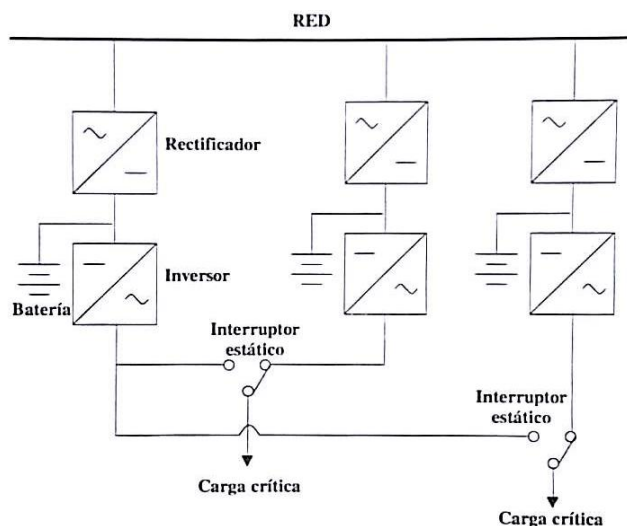 RED
Rectificador
Inversor
Batería
Interruptor
estático
Interruptor
estático
Carga crítica
Carga crítica